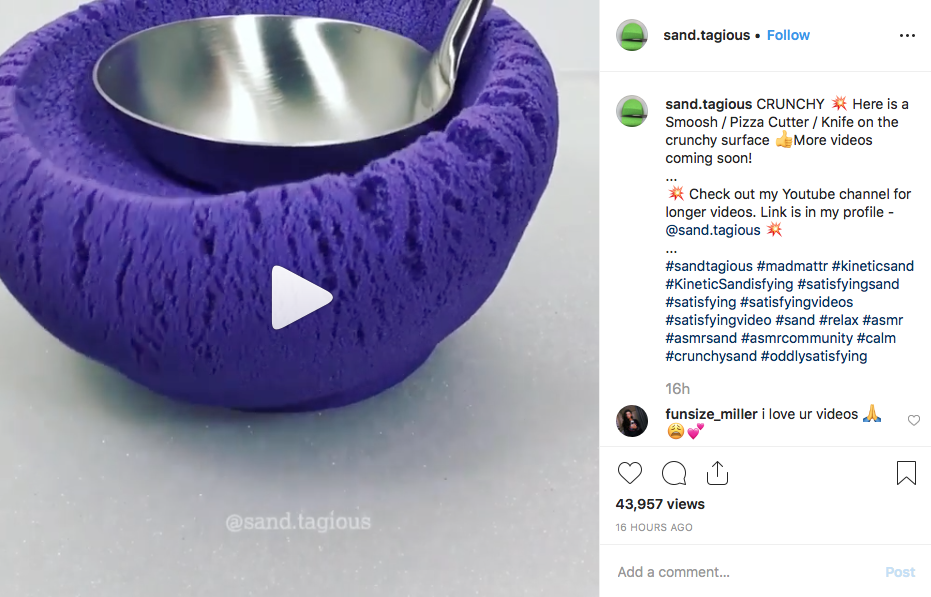 sand.tagious • Follow
sand.tagious CRUNCHY 💥 Here is a
Smoosh / Pizza Cutter / Knife on the
crunchy surface 👍More videos
coming soon!
...
💥 Check out my Youtube channel for
longer videos. Link is in my profile -
@sand.tagious 💥
...
#sandtagious #madmattr #kineticsand
#KineticSandisfying #satisfyingsand
#satisfying #satisfyingvideos
#satisfyingvideo #sand #relax #asmr
#asmrsand #asmrcommunity #calm
#crunchysand #oddlysatisfying
16h
funsize_miller i love ur videos 🙏
😩💕
43,957 views
16 HOURS AGO
Add a comment... Post
@sand.tagious